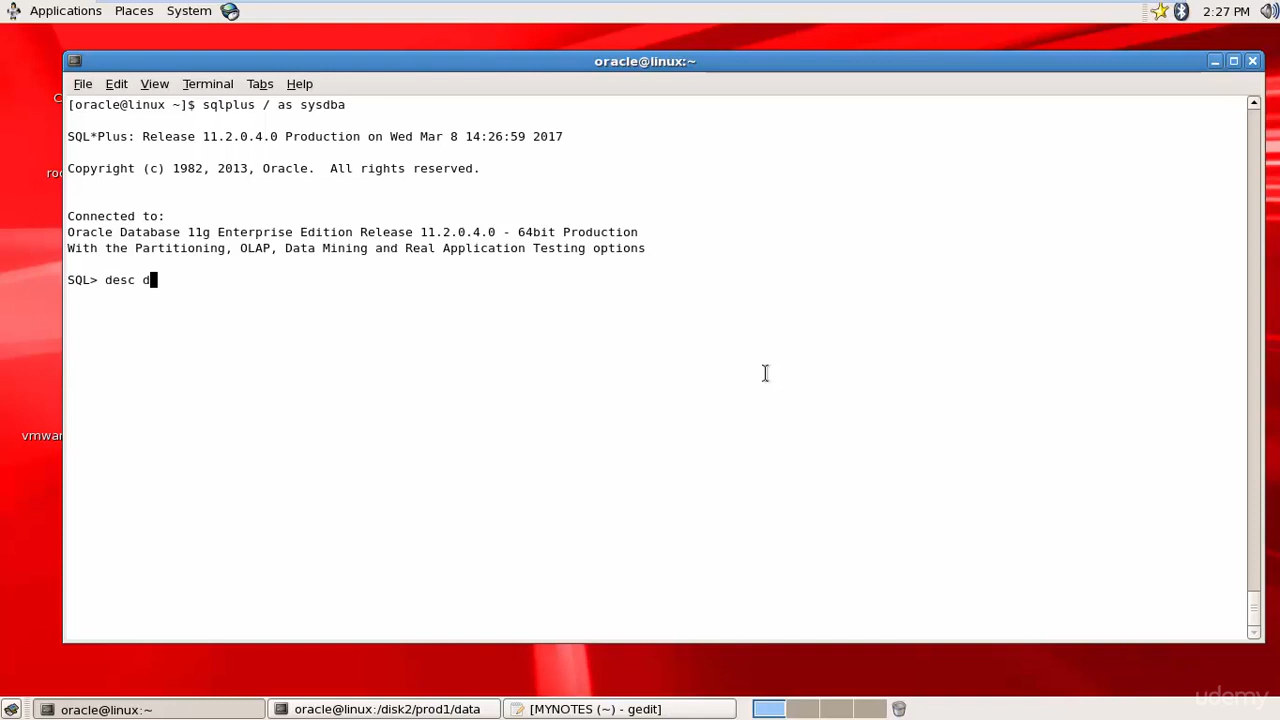 Applications Places System 2:27 PM
oracle@linux:~
File Edit View Terminal Tabs Help
[oracle@linux ~]$ sqlplus / as sysdba
SQL*Plus: Release 11.2.0.4.0 Production on Wed Mar 8 14:26:59 2017
Copyright (c) 1982, 2013, Oracle.  All rights reserved.
Connected to:
Oracle Database 11g Enterprise Edition Release 11.2.0.4.0 - 64bit Production
With the Partitioning, OLAP, Data Mining and Real Application Testing options
SQL> desc d
vmwar
oracle@linux:~ oracle@linux:/disk2/prod1/data [MYNOTES (~) - gedit]
udemy